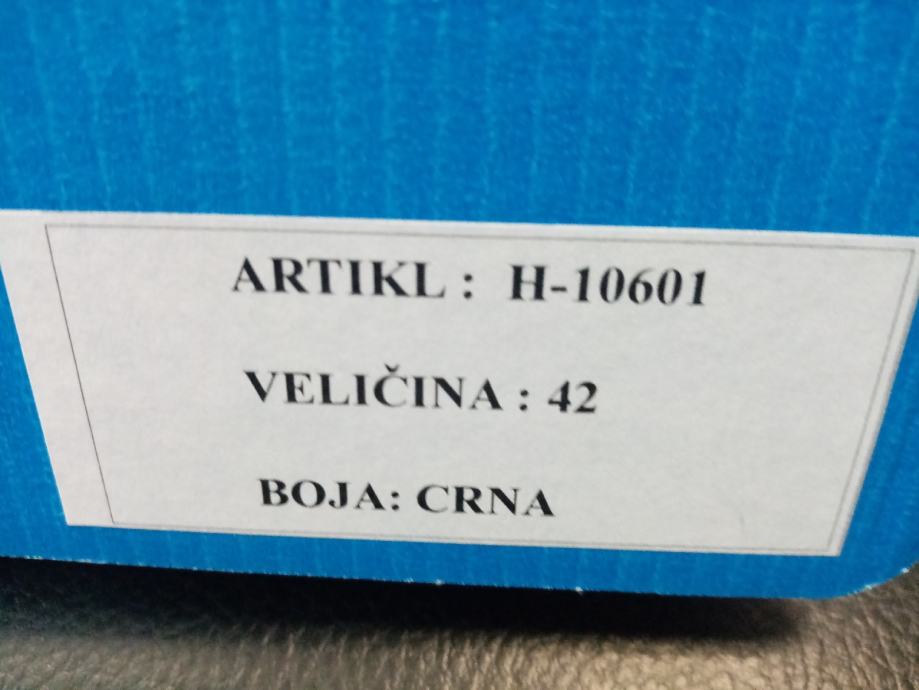 ARTIKL : H-10601
VELIČINA : 42
BOJA: CRNA